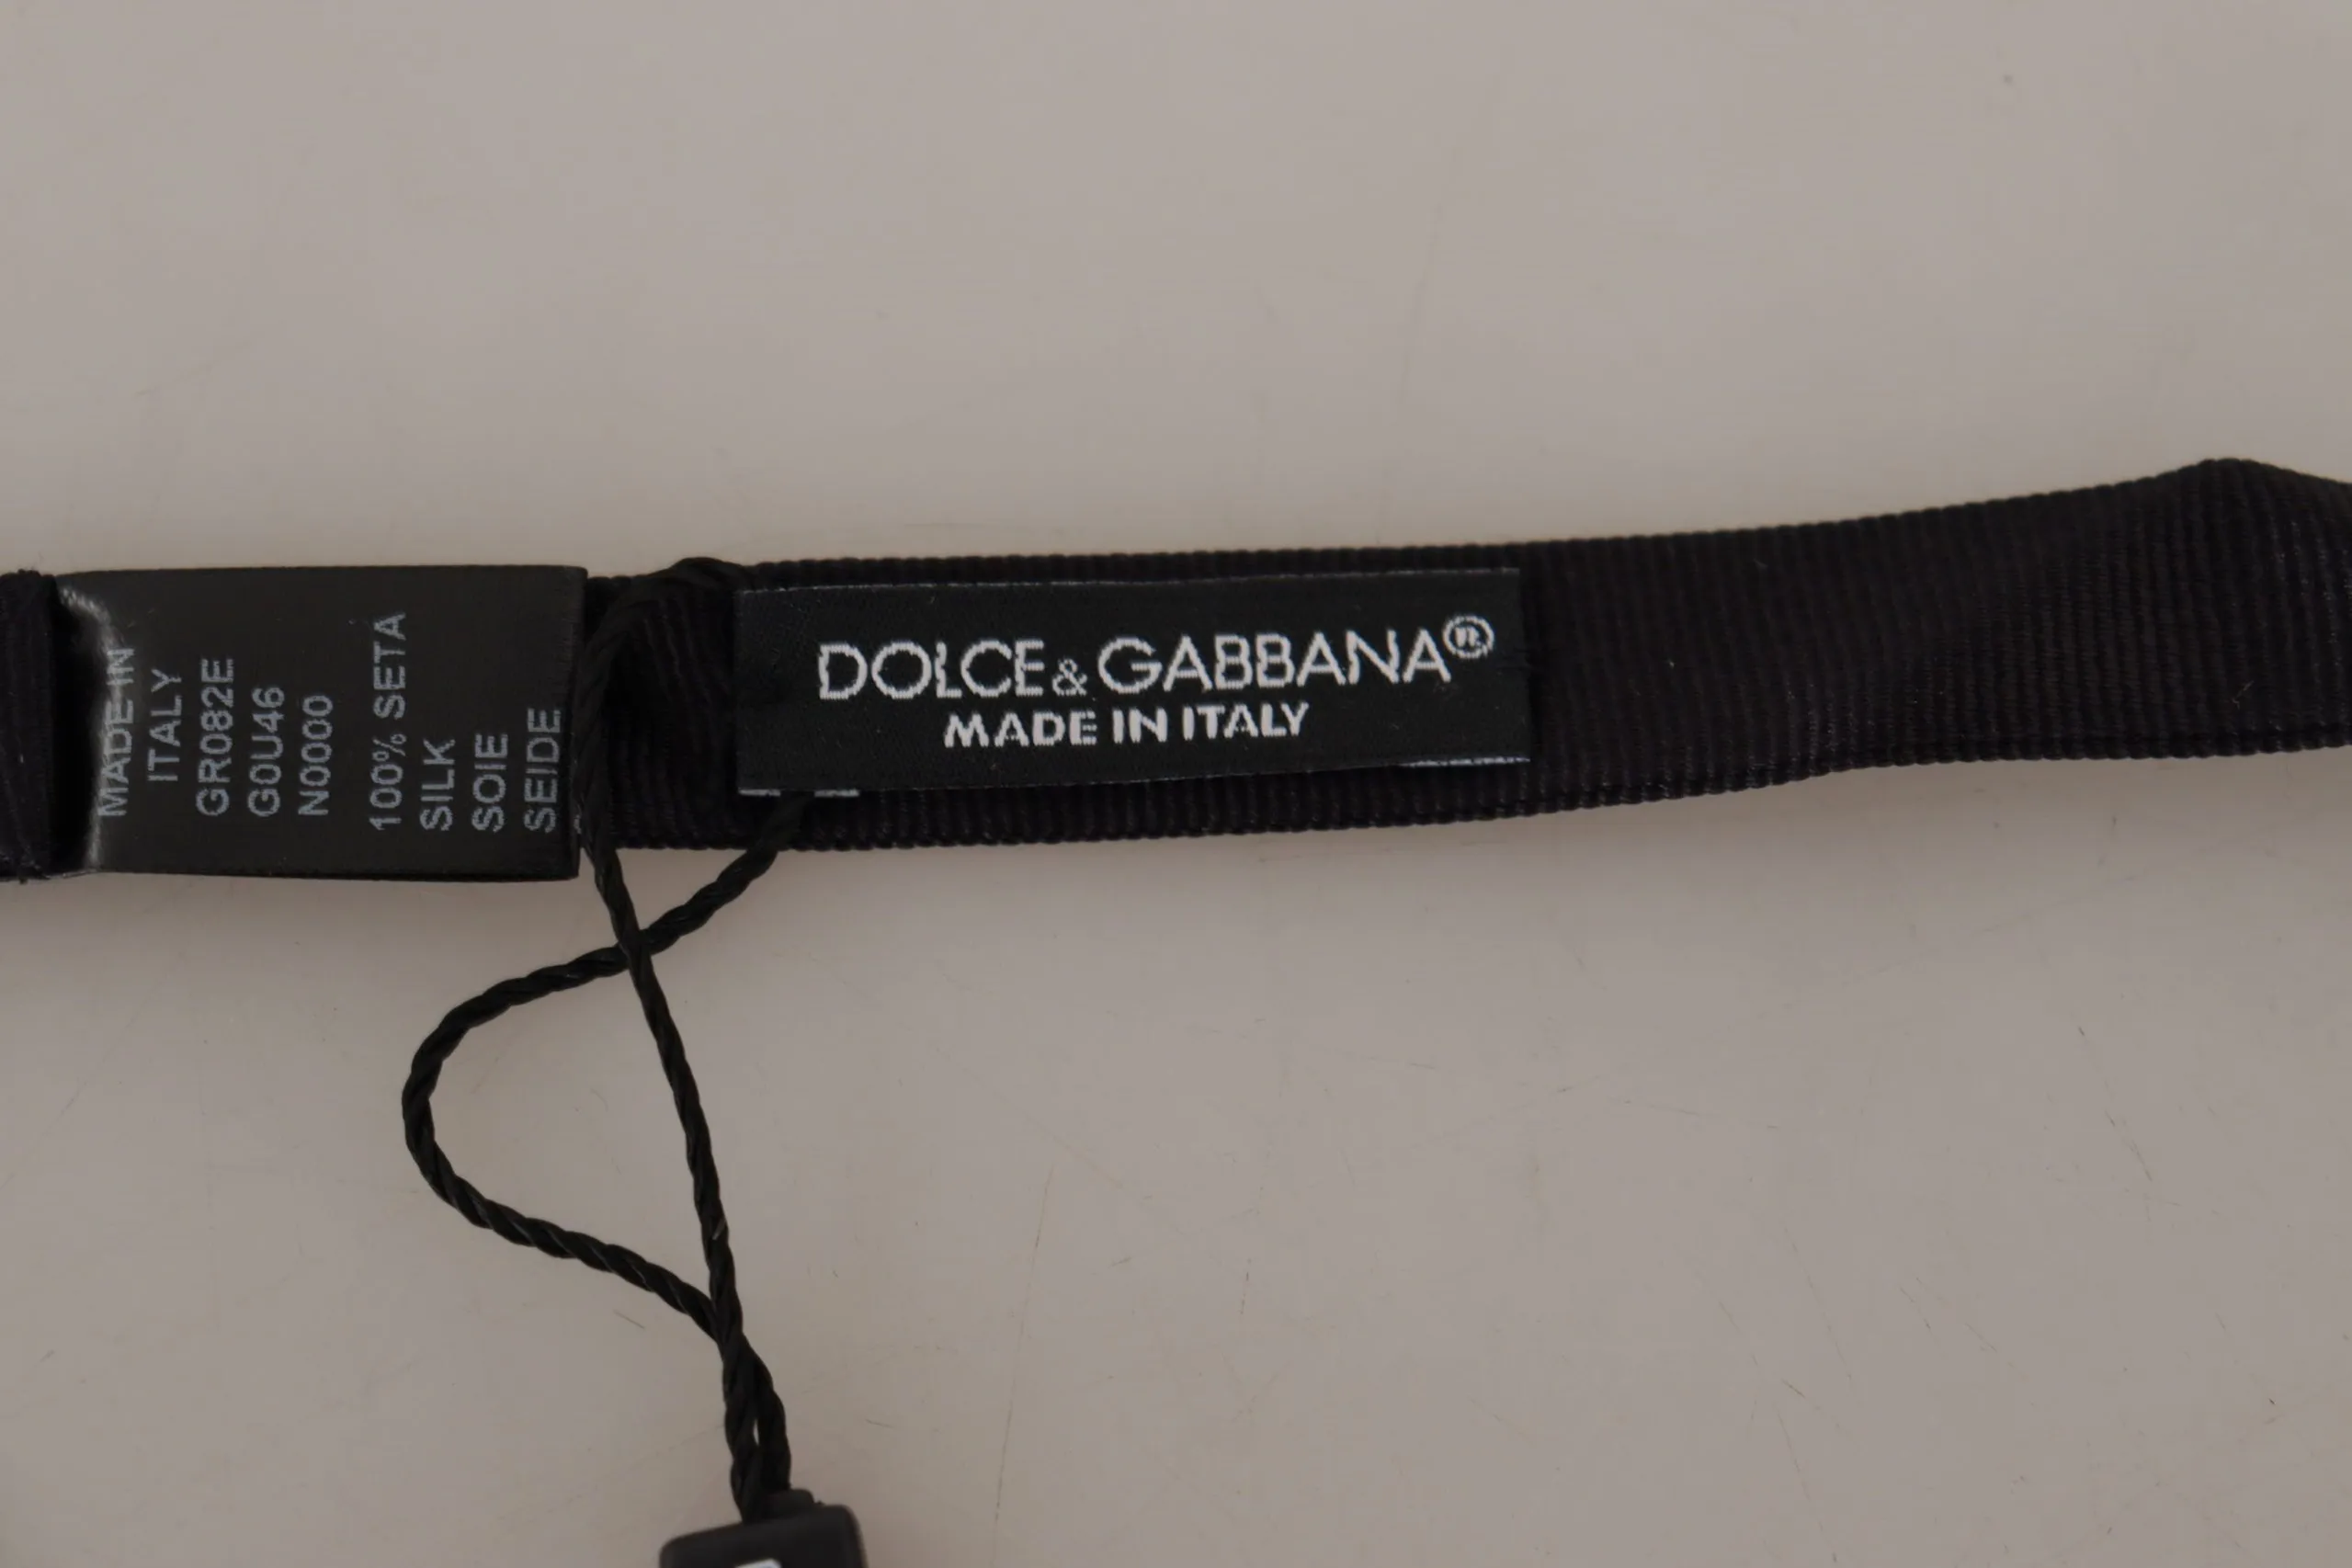 MADE IN
ITALY
GR082E
G0U46
N0000
100% SETA
SILK
SOIE
SEIDE
DOLCE & GABBANA®
MADE IN ITALY